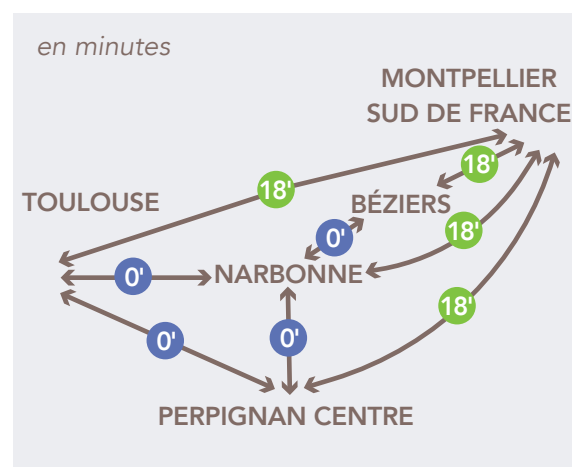 en minutes
MONTPELLIER
SUD DE FRANCE
18'
18'
TOULOUSE
BÉZIERS
18'
0'
0'
NARBONNE
18'
0'
0'
PERPIGNAN CENTRE